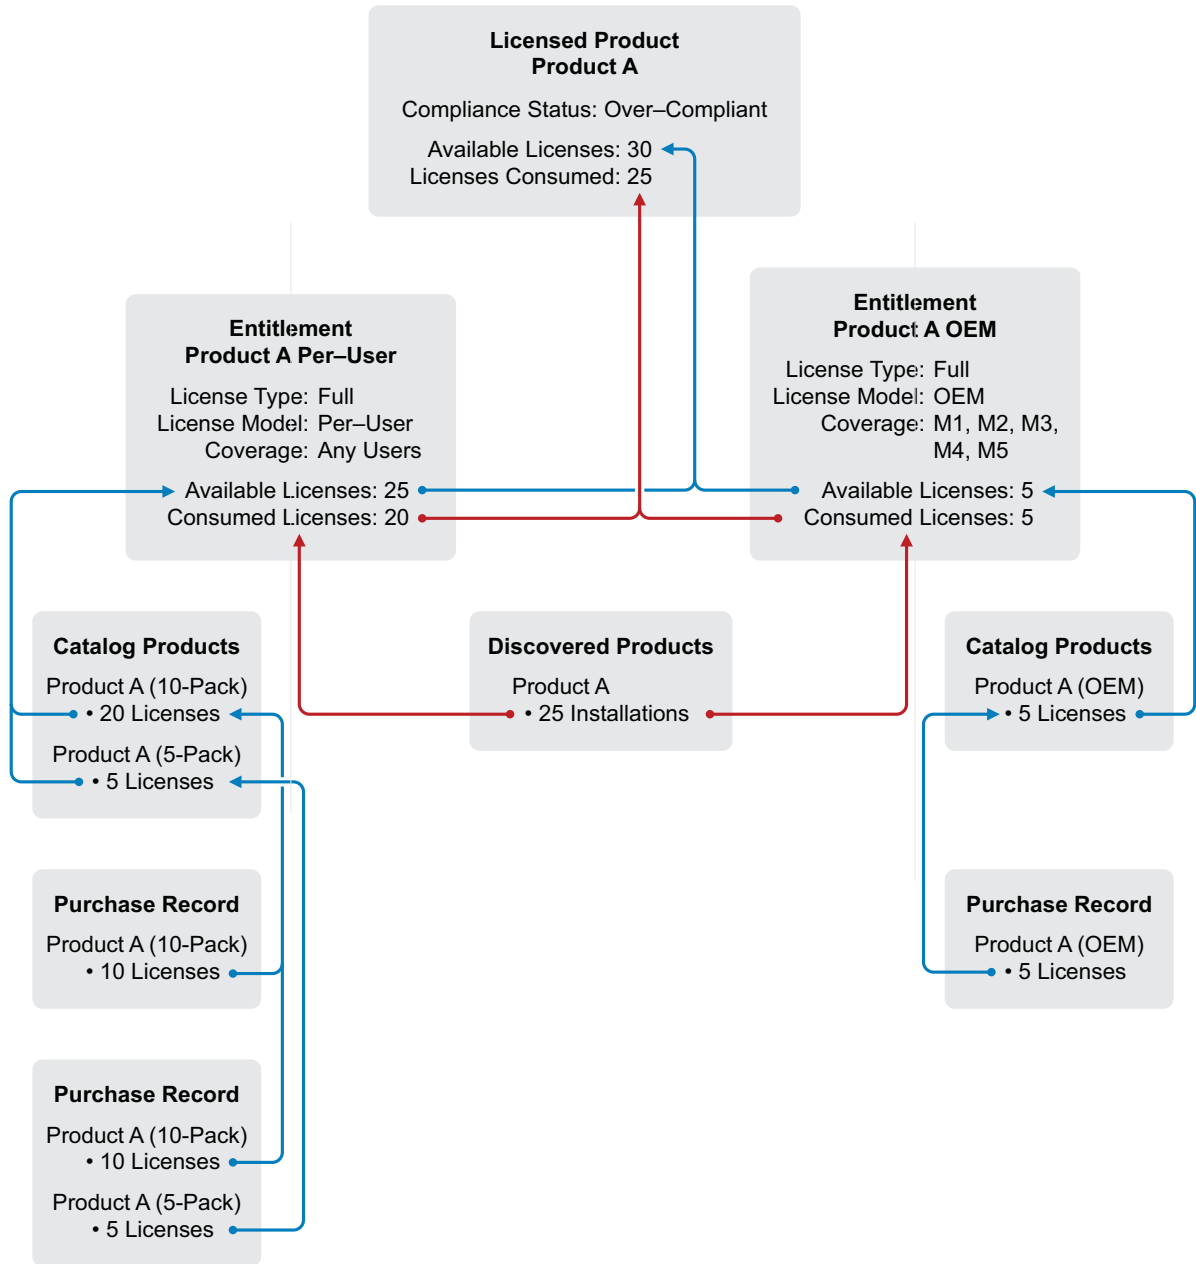 Licensed Product
Product A
Compliance Status: Over–Compliant
Available Licenses: 30
Licenses Consumed: 25
Entitlement
Product A Per–User
License Type: Full
License Model: Per–User
Coverage: Any Users
Available Licenses: 25
Consumed Licenses: 20
Entitlement
Product A OEM
License Type: Full
License Model: OEM
Coverage: M1, M2, M3,
M4, M5
Available Licenses: 5
Consumed Licenses: 5
Catalog Products
Product A (10-Pack)
• 20 Licenses
Product A (5-Pack)
• 5 Licenses
Discovered Products
Product A
• 25 Installations
Catalog Products
Product A (OEM)
• 5 Licenses
Purchase Record
Product A (10-Pack)
• 10 Licenses
Purchase Record
Product A (OEM)
• 5 Licenses
Purchase Record
Product A (10-Pack)
• 10 Licenses
Product A (5-Pack)
• 5 Licenses